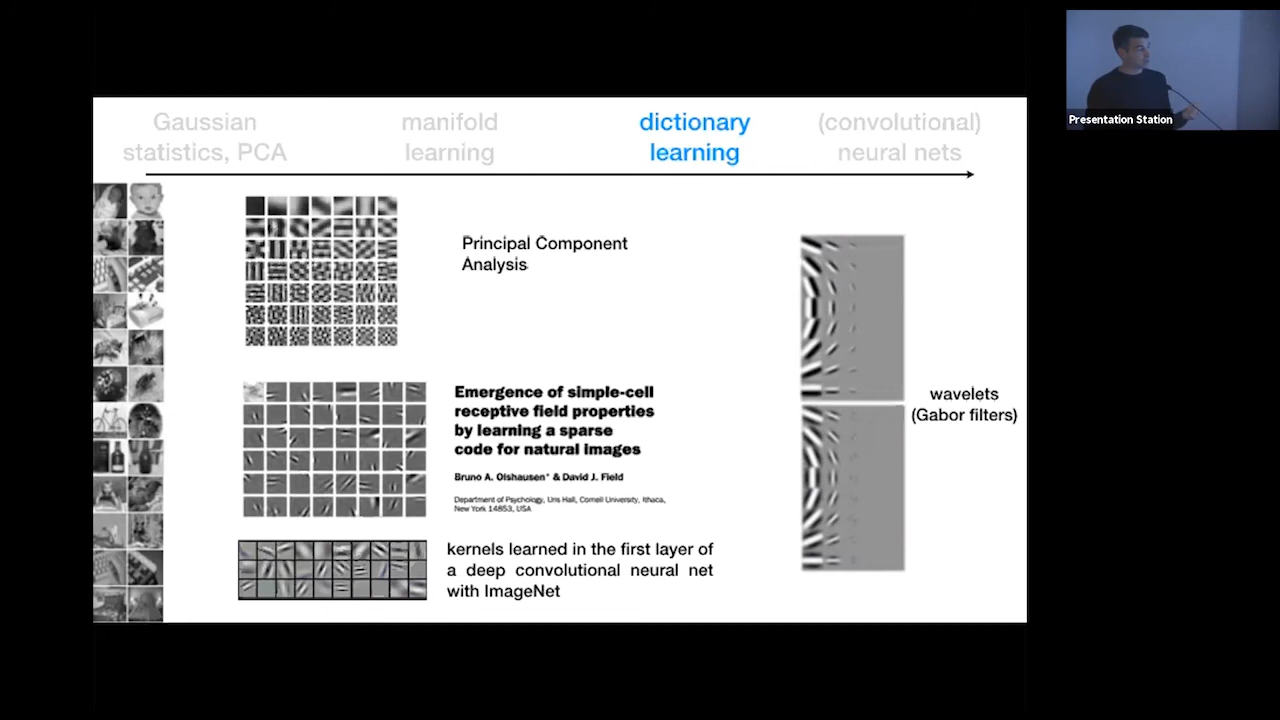 Presentation Station
Gaussian
statistics, PCA
manifold
learning
dictionary
learning
(convolutional)
neural nets
Principal Component
Analysis
Emergence of simple-cell
receptive field properties
by learning a sparse
code for natural images
Bruno A. Olshausen* & David J. Field
Department of Psychology, Uris Hall, Cornell University, Ithaca,
New York 14853, USA
kernels learned in the first layer of
a deep convolutional neural net
with ImageNet
wavelets
(Gabor filters)